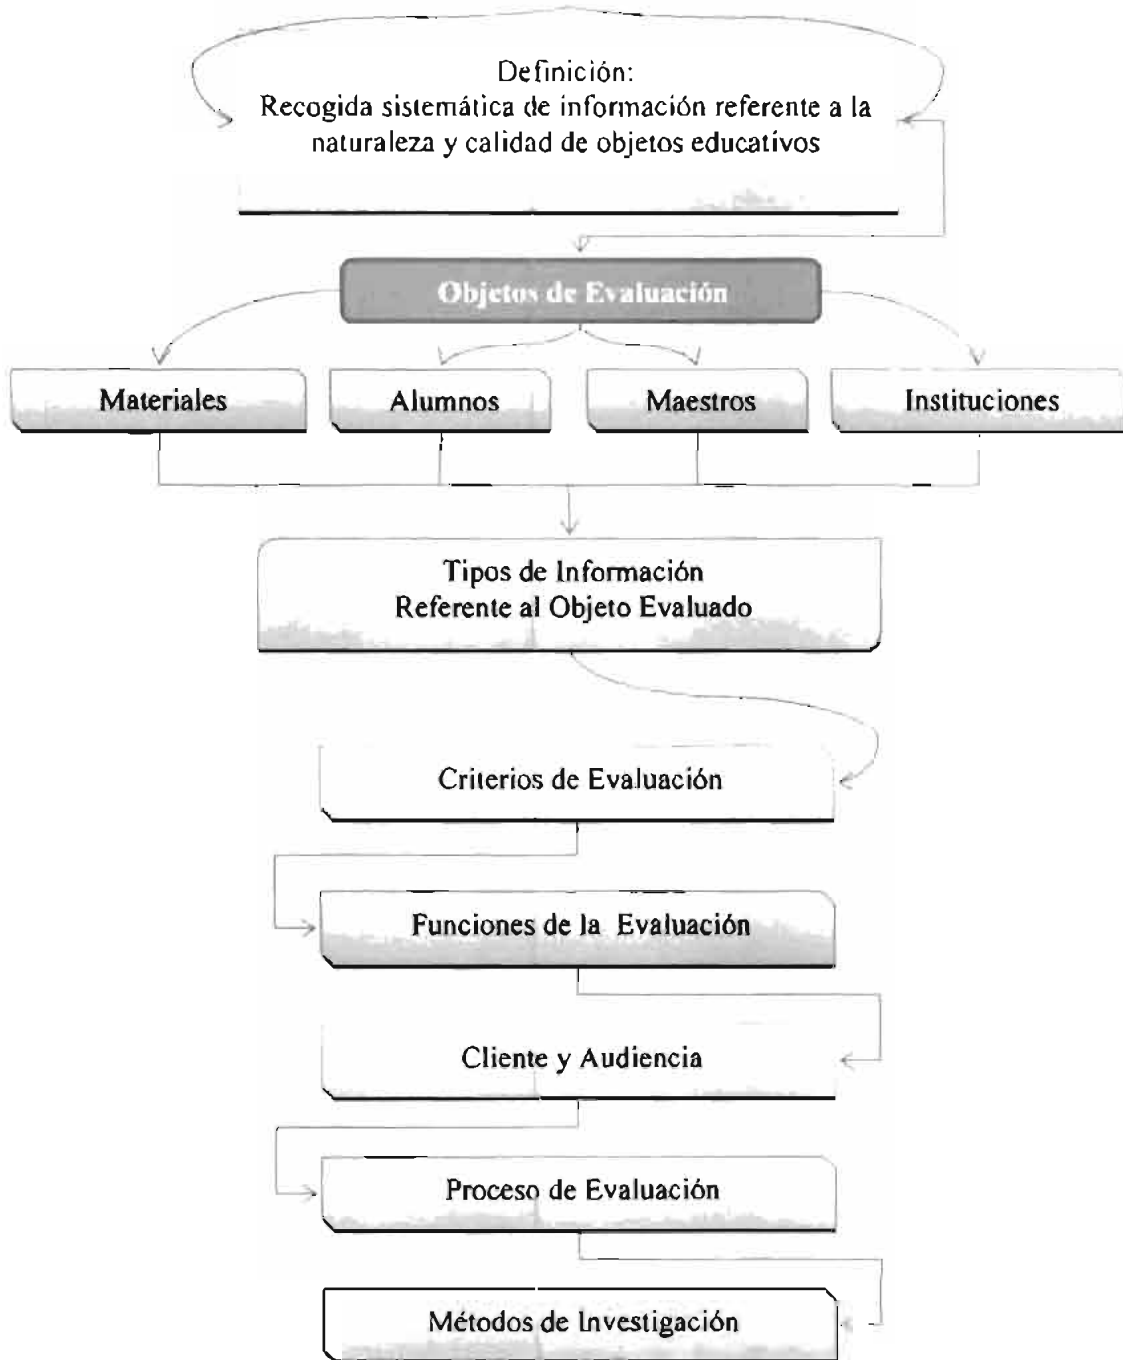 Definición:
Recogida sistemática de información referente a la
naturaleza y calidad de objetos educativos
Objetos de Evaluación
Materiales
Alumnos
Maestros
Instituciones
Tipos de Información
Referente al Objeto Evaluado
Criterios de Evaluación
Funciones de la Evaluación
Cliente y Audiencia
Proceso de Evaluación
Métodos de Investigación